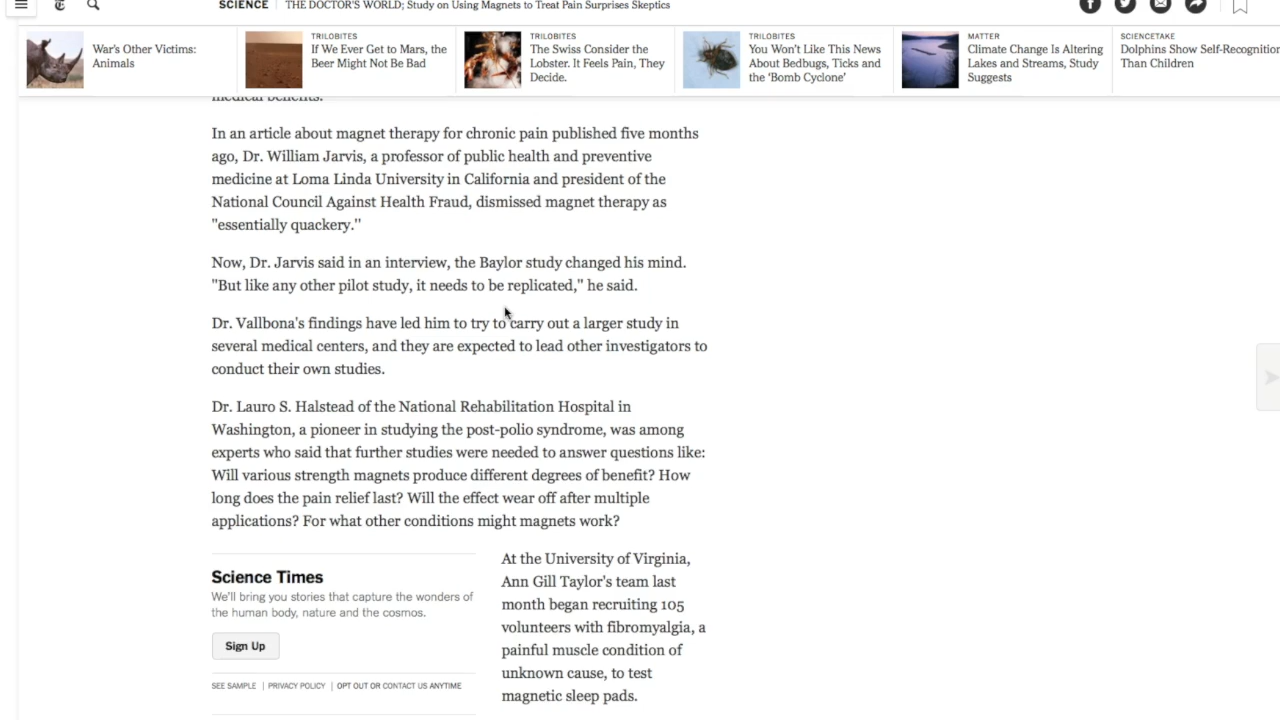 SCIENCE | THE DOCTOR'S WORLD; Study on Using Magnets to Treat Pain Surprises Skeptics
War's Other Victims:
Animals
TRILOBITES
If We Ever Get to Mars, the
Beer Might Not Be Bad
TRILOBITES
The Swiss Consider the
Lobster. It Feels Pain, They
Decide.
TRILOBITES
You Won't Like This News
About Bedbugs, Ticks and
the 'Bomb Cyclone'
MATTER
Climate Change Is Altering
Lakes and Streams, Study
Suggests
SCIENCETAKE
Dolphins Show Self-Recognition
Than Children
medical benefits.
In an article about magnet therapy for chronic pain published five months
ago, Dr. William Jarvis, a professor of public health and preventive
medicine at Loma Linda University in California and president of the
National Council Against Health Fraud, dismissed magnet therapy as
"essentially quackery.''
Now, Dr. Jarvis said in an interview, the Baylor study changed his mind.
"But like any other pilot study, it needs to be replicated,'' he said.
Dr. Vallbona's findings have led him to try to carry out a larger study in
several medical centers, and they are expected to lead other investigators to
conduct their own studies.
Dr. Lauro S. Halstead of the National Rehabilitation Hospital in
Washington, a pioneer in studying the post-polio syndrome, was among
experts who said that further studies were needed to answer questions like:
Will various strength magnets produce different degrees of benefit? How
long does the pain relief last? Will the effect wear off after multiple
applications? For what other conditions might magnets work?
Science Times
We'll bring you stories that capture the wonders of
the human body, nature and the cosmos.
Sign Up
SEE SAMPLE | PRIVACY POLICY | OPT OUT OR CONTACT US ANYTIME
At the University of Virginia,
Ann Gill Taylor's team last
month began recruiting 105
volunteers with fibromyalgia, a
painful muscle condition of
unknown cause, to test
magnetic sleep pads.